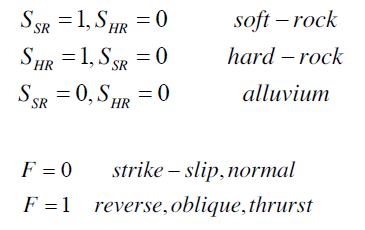 S_SR = 1, S_HR = 0 soft – rock
S_HR = 1, S_SR = 0 hard – rock
S_SR = 0, S_HR = 0 alluvium
F = 0 strike – slip, normal
F = 1 reverse, oblique, thrurst